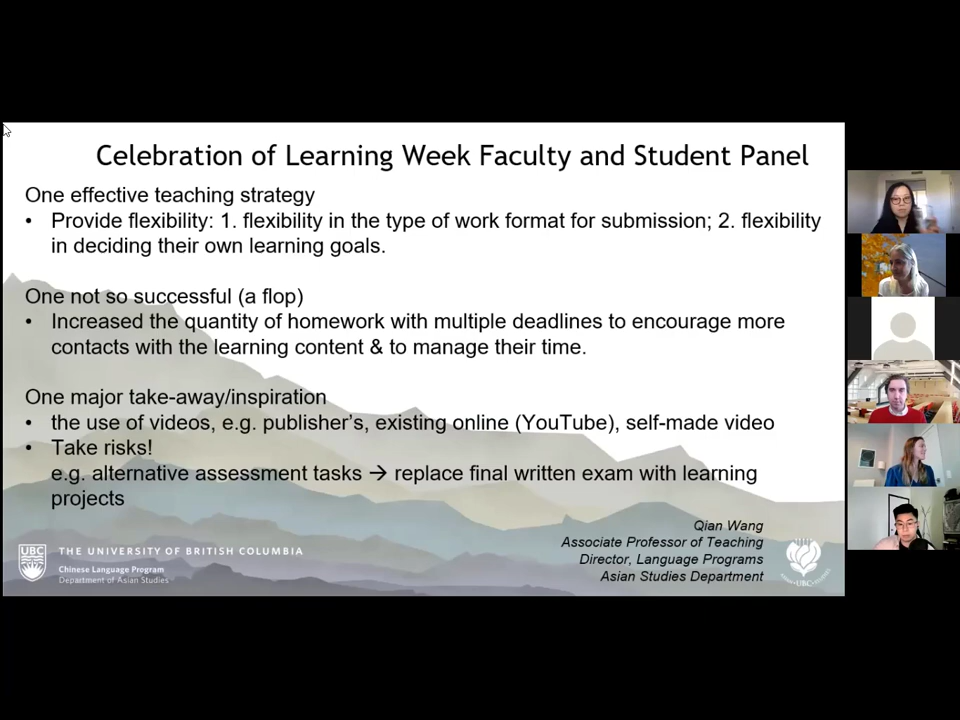 Celebration of Learning Week Faculty and Student Panel
One effective teaching strategy
• Provide flexibility: 1. flexibility in the type of work format for submission; 2. flexibility
in deciding their own learning goals.
One not so successful (a flop)
• Increased the quantity of homework with multiple deadlines to encourage more
contacts with the learning content & to manage their time.
One major take-away/inspiration
• the use of videos, e.g. publisher's, existing online (YouTube), self-made video
• Take risks!
e.g. alternative assessment tasks → replace final written exam with learning
projects
Qian Wang
Associate Professor of Teaching
Director, Language Programs
Asian Studies Department
UBC
THE UNIVERSITY OF BRITISH COLUMBIA
Chinese Language Program
Department of Asian Studies
UBC